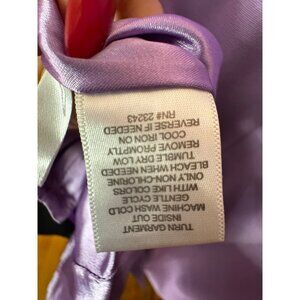 TURN GARMENT
INSIDE OUT
MACHINE WASH COLD
GENTLE CYCLE
WITH LIKE COLORS
ONLY NON-CHLORINE
BLEACH WHEN NEEDED
TUMBLE DRY LOW
REMOVE PROMPTLY
COOL IRON ON
REVERSE IF NEEDED
RN# 23243